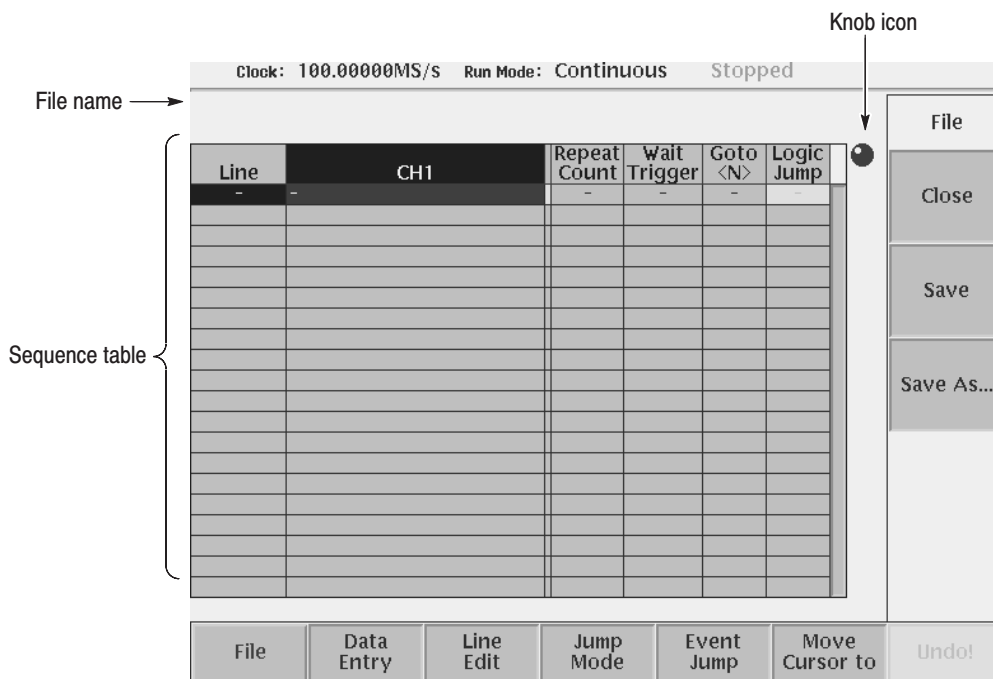 Knob icon
Clock: 100.00000MS/s Run Mode: Continuous Stopped
File name
File
Line CH1 Repeat Count Wait Trigger Goto <N> Logic Jump
- - - - - -
Close
Save
Sequence table
Save As...
File Data Entry Line Edit Jump Mode Event Jump Move Cursor to Undo!